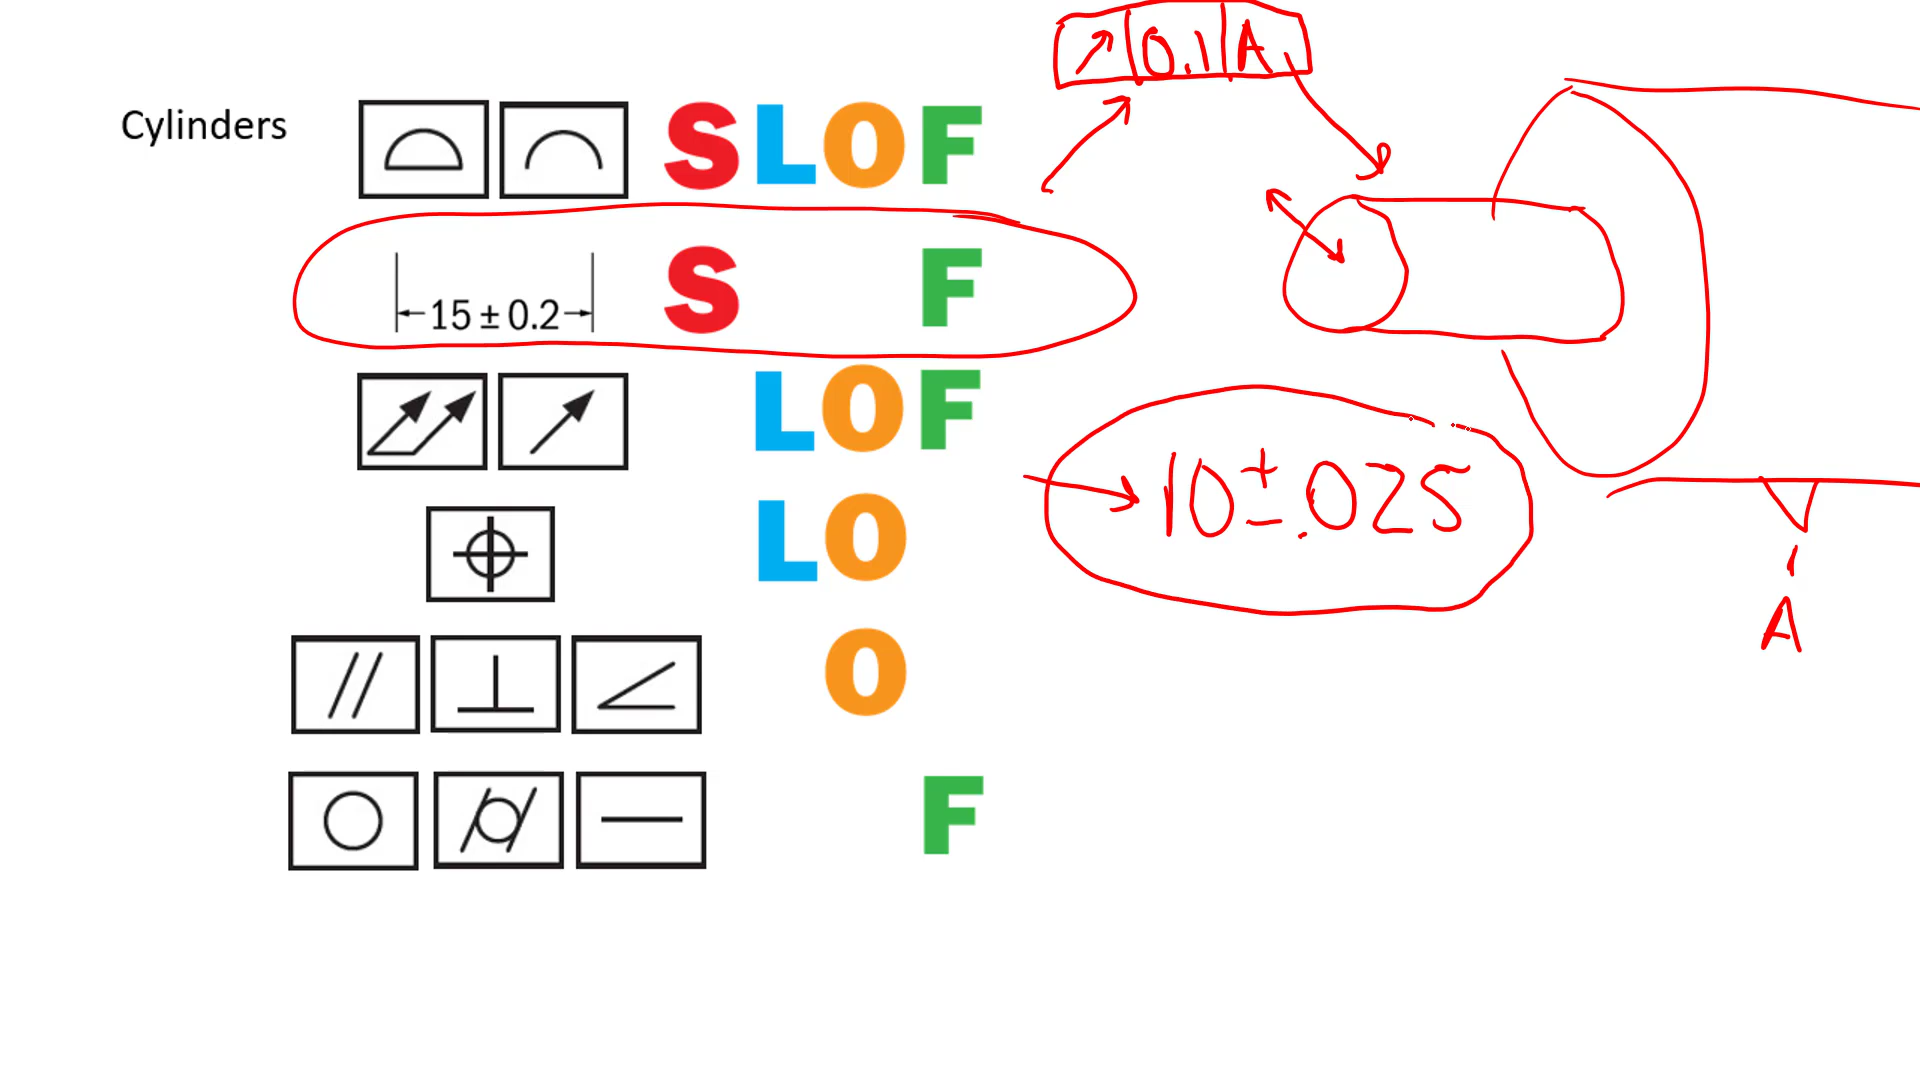 0.1 A
Cylinders SLOF
15 ± 0.2 S F
LOF
10 ± .025
LO
A
O
F